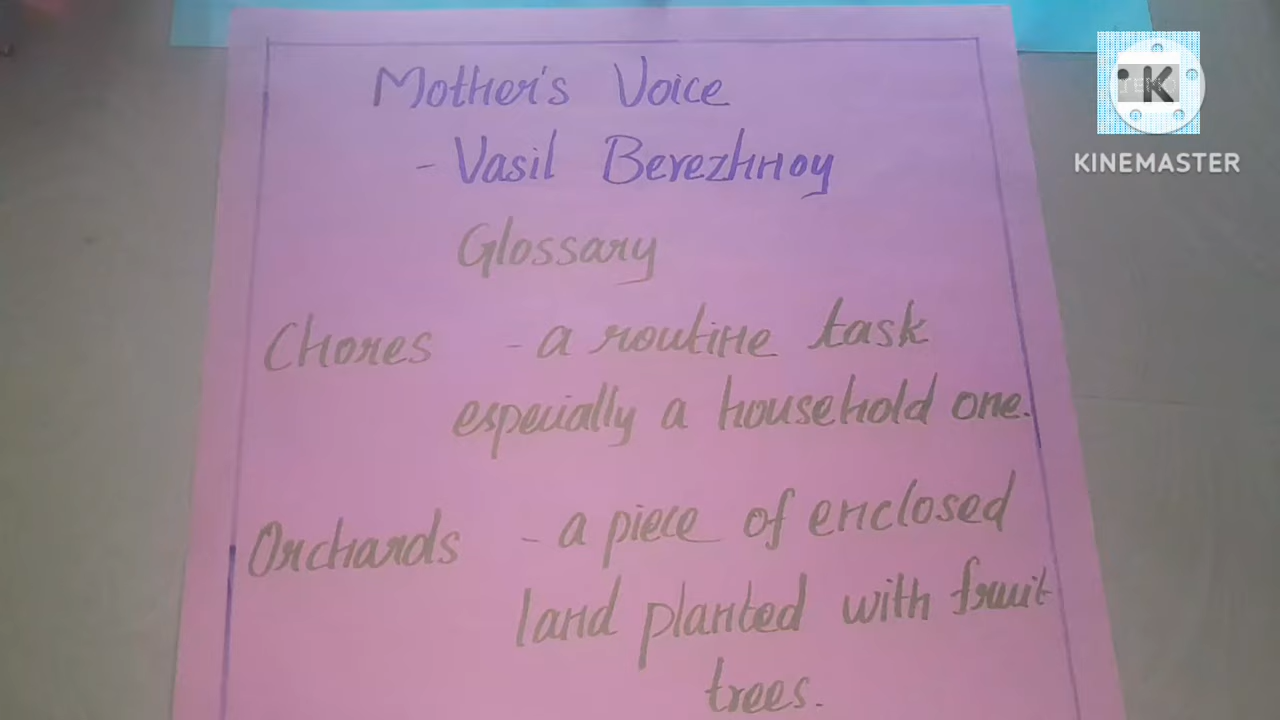 Mother's Voice
- Vasil Berezhnoy
Glossary
Chores - a routine task
especially a household one.
Orchards - a piece of enclosed
land planted with fruit
trees.
KINEMASTER